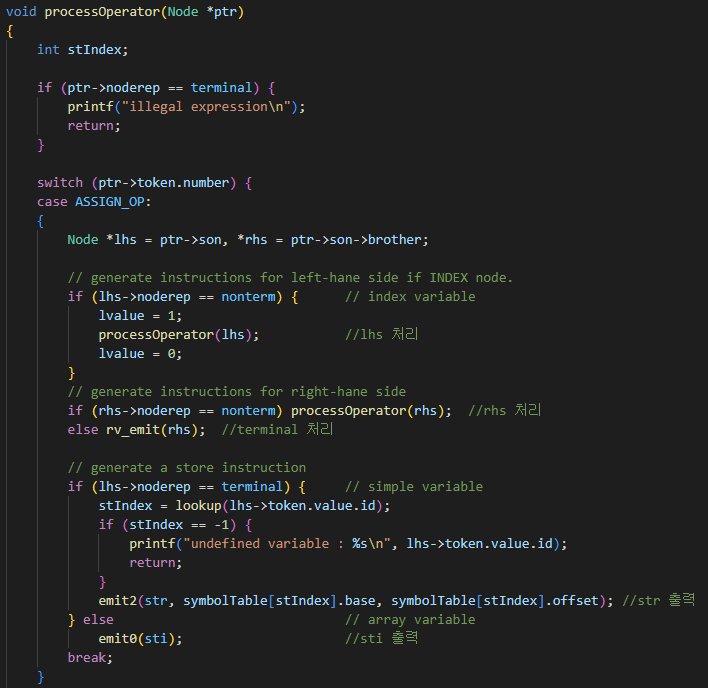 void processOperator(Node *ptr)
{
    int stIndex;

    if (ptr->noderep == terminal) {
        printf("illegal expression\n");
        return;
    }

    switch (ptr->token.number) {
    case ASSIGN_OP:
    {
        Node *lhs = ptr->son, *rhs = ptr->son->brother;

        // generate instructions for left-hane side if INDEX node.
        if (lhs->noderep == nonterm) {      // index variable
            lvalue = 1;
            processOperator(lhs);           //lhs 처리
            lvalue = 0;
        }
        // generate instructions for right-hane side
        if (rhs->noderep == nonterm) processOperator(rhs);  //rhs 처리
        else rv_emit(rhs);  //terminal 처리

        // generate a store instruction
        if (lhs->noderep == terminal) {     // simple variable
            stIndex = lookup(lhs->token.value.id);
            if (stIndex == -1) {
                printf("undefined variable : %s\n", lhs->token.value.id);
                return;
            }
            emit2(str, symbolTable[stIndex].base, symbolTable[stIndex].offset); //str 출력
        } else                              // array variable
            emit0(sti);                     //sti 출력
        break;
    }